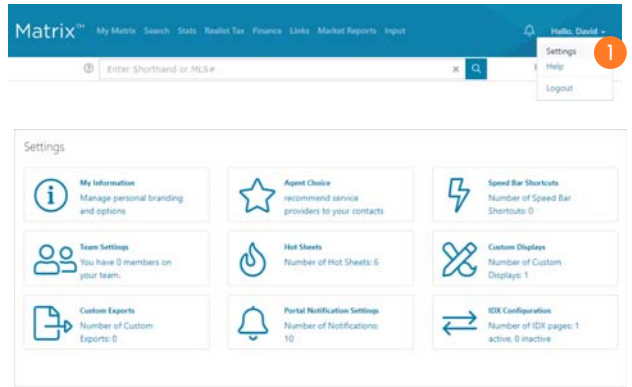 Matrix™ My Matrix Search Stats Realist Tax Finance Links Market Reports Input Hello, David
Settings
1
Help
Logout
Enter Shorthand or MLS#
Settings
My Information
Manage personal branding
and options
Agent Choice
recommend service
providers to your contacts
Speed Bar Shortcuts
Number of Speed Bar
Shortcuts: 0
Team Settings
You have 0 members on
your team.
Hot Sheets
Number of Hot Sheets: 6
Custom Displays
Number of Custom
Displays: 1
Custom Exports
Number of Custom
Exports: 0
Portal Notification Settings
Number of Notifications:
10
IDX Configuration
Number of IDX pages: 1
active, 0 inactive